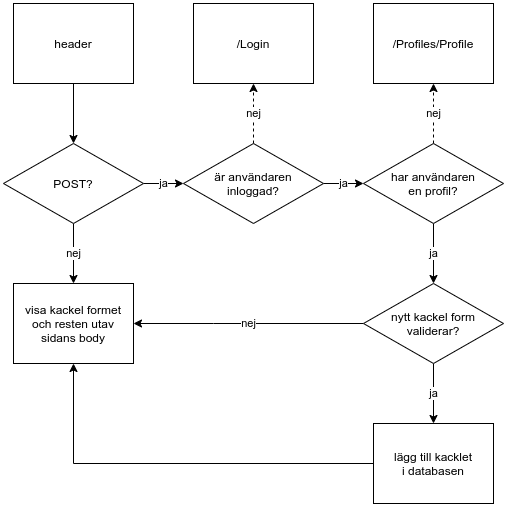 header
/Login
/Profiles/Profile
nej
nej
POST?
ja
är användaren
inloggad?
ja
har användaren
en profil?
nej
ja
visa kackel formet
och resten utav
sidans body
nej
nytt kackel form
validerar?
ja
lägg till kacklet
i databasen